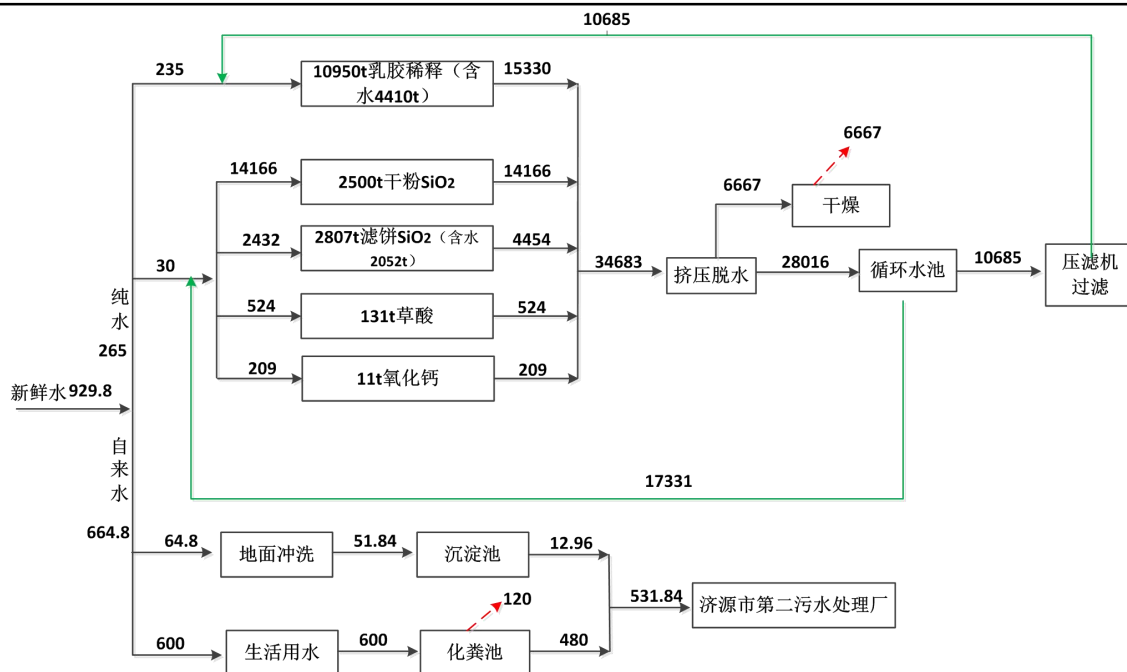 10685
235
10950t乳胶稀释（含
水4410t）
15330
14166
2500t干粉SiO2
14166
2432
2807t滤饼SiO2（含水
2052t）
4454
30
524
131t草酸
524
209
11t氧化钙
209
34683
挤压脱水
6667
干燥
6667
28016
循环水池
10685
压滤机
过滤
17331
纯
水
265
新鲜水929.8
自
来
水
664.8
64.8
地面冲洗
51.84
沉淀池
12.96
600
生活用水
600
化粪池
120
480
531.84
济源市第二污水处理厂